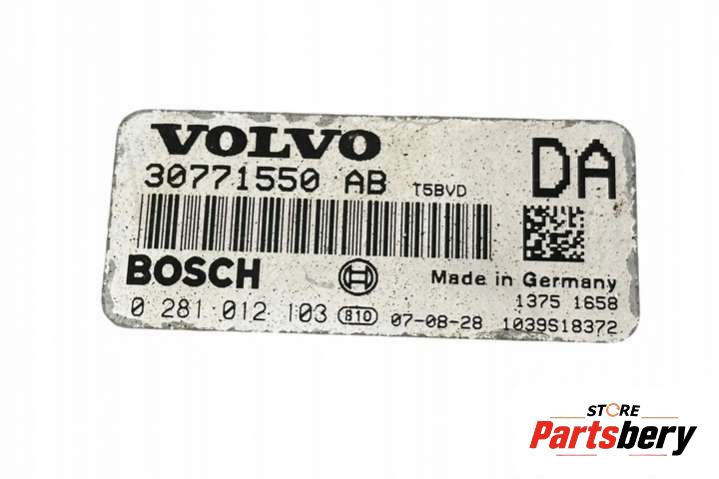 VOLVO
DA
30771550 AB T5BVD
BOSCH
Made in Germany
1375 1658
0 281 012 103 810 07-08-28 1039S18372
STORE
Partsbery